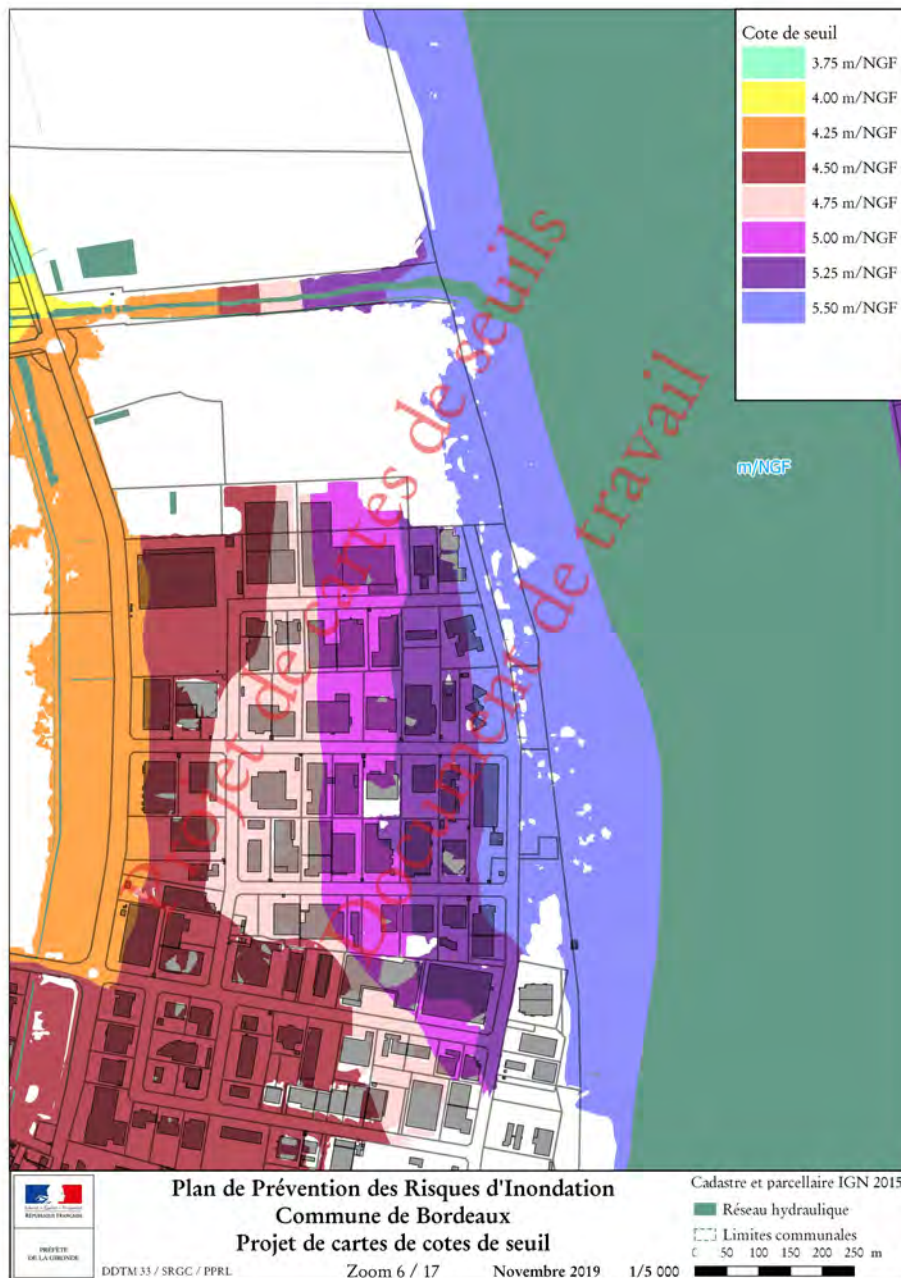 Cote de seuil
3.75 m/NGF
4.00 m/NGF
4.25 m/NGF
4.50 m/NGF
4.75 m/NGF
5.00 m/NGF
5.25 m/NGF
5.50 m/NGF
Projet de cartes de seuils
Document de travail
m/NGF
RÉPUBLIQUE FRANÇAISE
PRÉFÈTE
DE LA GIRONDE
Plan de Prévention des Risques d'Inondation
Commune de Bordeaux
Projet de cartes de cotes de seuil
DDTM 33 / SRGC / PPRL Zoom 6 / 17 Novembre 2019 1/5 000
Cadastre et parcellaire IGN 2015
Réseau hydraulique
Limites communales
0 50 100 150 200 250 m